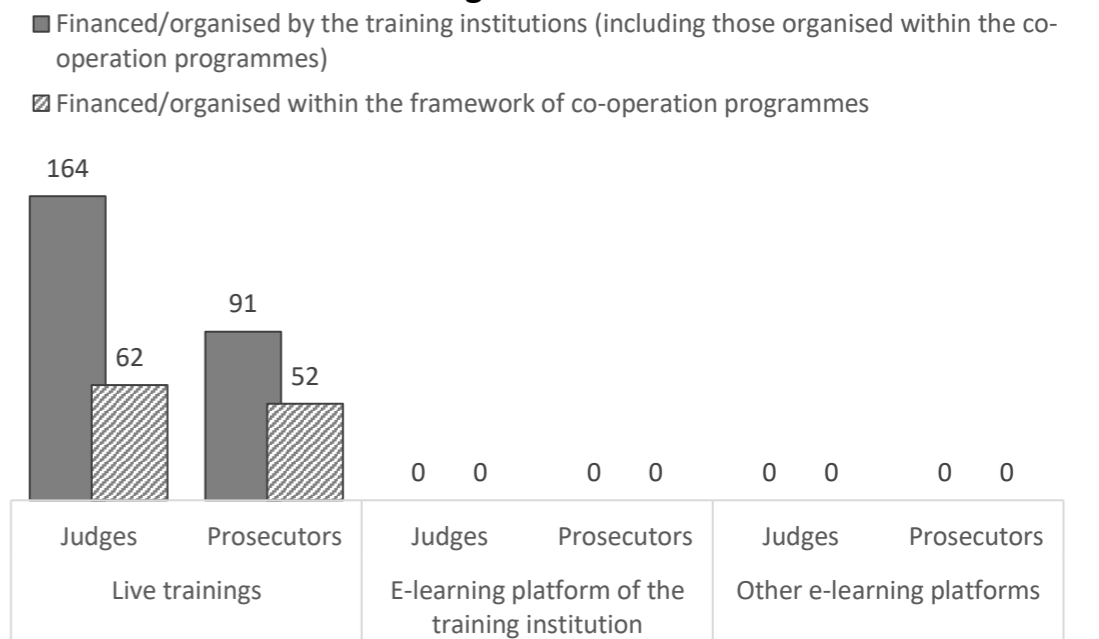 Financed/organised by the training institutions (including those organised within the co-
operation programmes)
Financed/organised within the framework of co-operation programmes
164
62
91
52
0 0 0 0 0 0 0 0
Judges Prosecutors Judges Prosecutors Judges Prosecutors
Live trainings E-learning platform of the Other e-learning platforms
training institution